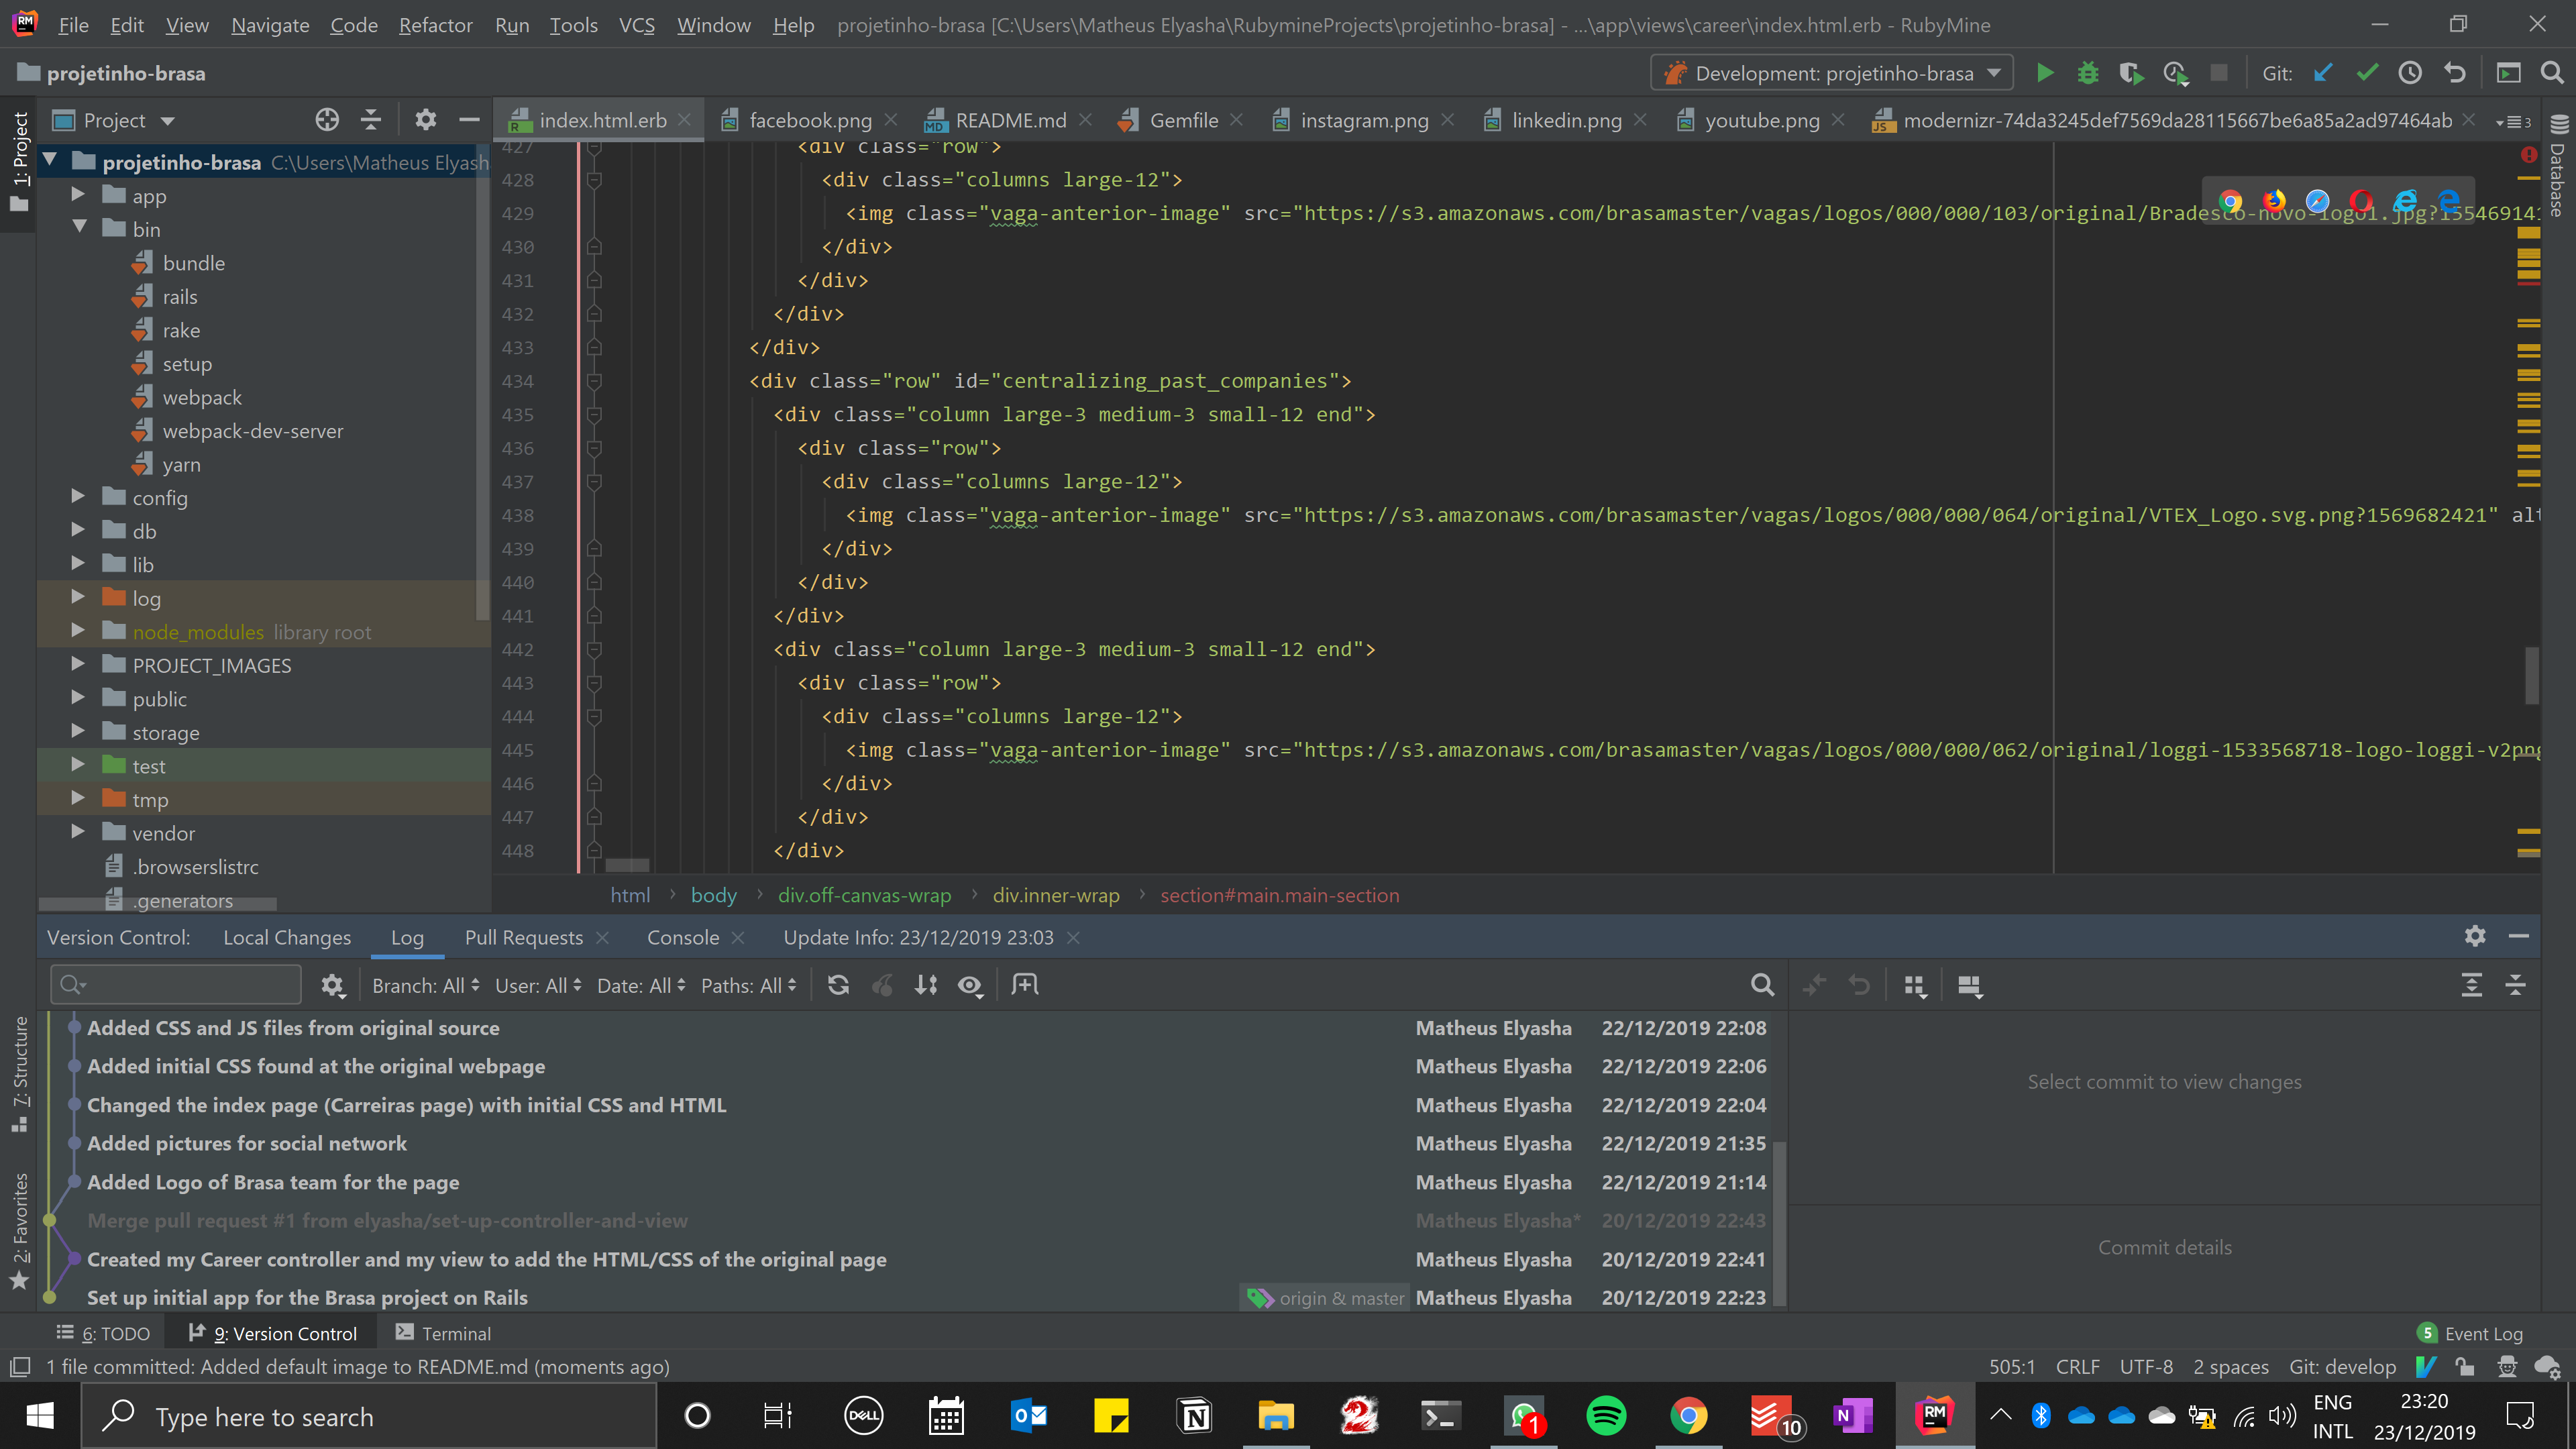 File Edit View Navigate Code Refactor Run Tools VCS Window Help projetinho-brasa [C:\Users\Matheus Elyasha\RubymineProjects\projetinho-brasa] - ...\app\views\career\index.html.erb - RubyMine
projetinho-brasa Development: projetinho-brasa Git:
Project index.html.erb facebook.png README.md Gemfile instagram.png linkedin.png youtube.png modernizr-74da3245def7569da28115667be6a85a2ad97464ab 3
1: Project
Database
projetinho-brasa C:\Users\Matheus Elyash
app
bin
bundle
rails
rake
setup
webpack
webpack-dev-server
yarn
config
db
lib
log
node_modules library root
PROJECT_IMAGES
public
storage
test
tmp
vendor
.browserslistrc
.generators
427 <div class="row">
428 <div class="columns large-12">
429 <img class="vaga-anterior-image" src="https://s3.amazonaws.com/brasamaster/vagas/logos/000/000/103/original/Bradesco-novo-logo1.jpg?155469141
430 </div>
431 </div>
432 </div>
433 </div>
434 <div class="row" id="centralizing_past_companies">
435 <div class="column large-3 medium-3 small-12 end">
436 <div class="row">
437 <div class="columns large-12">
438 <img class="vaga-anterior-image" src="https://s3.amazonaws.com/brasamaster/vagas/logos/000/000/064/original/VTEX_Logo.svg.png?1569682421" alt
439 </div>
440 </div>
441 </div>
442 <div class="column large-3 medium-3 small-12 end">
443 <div class="row">
444 <div class="columns large-12">
445 <img class="vaga-anterior-image" src="https://s3.amazonaws.com/brasamaster/vagas/logos/000/000/062/original/loggi-1533568718-logo-loggi-v2png
446 </div>
447 </div>
448 </div>
html body div.off-canvas-wrap div.inner-wrap section#main.main-section
Version Control: Local Changes Log Pull Requests Console Update Info: 23/12/2019 23:03
Branch: All User: All Date: All Paths: All
7: Structure
2: Favorites
Added CSS and JS files from original source Matheus Elyasha 22/12/2019 22:08
Added initial CSS found at the original webpage Matheus Elyasha 22/12/2019 22:06
Changed the index page (Carreiras page) with initial CSS and HTML Matheus Elyasha 22/12/2019 22:04
Added pictures for social network Matheus Elyasha 22/12/2019 21:35
Added Logo of Brasa team for the page Matheus Elyasha 22/12/2019 21:14
Merge pull request #1 from elyasha/set-up-controller-and-view Matheus Elyasha* 20/12/2019 22:43
Created my Career controller and my view to add the HTML/CSS of the original page Matheus Elyasha 20/12/2019 22:41
Set up initial app for the Brasa project on Rails origin & master Matheus Elyasha 20/12/2019 22:23
Select commit to view changes
Commit details
6: TODO 9: Version Control Terminal 5 Event Log
1 file committed: Added default image to README.md (moments ago) 505:1 CRLF UTF-8 2 spaces Git: develop
Type here to search DELL 1 10 RM ENG 23:20
INTL 23/12/2019